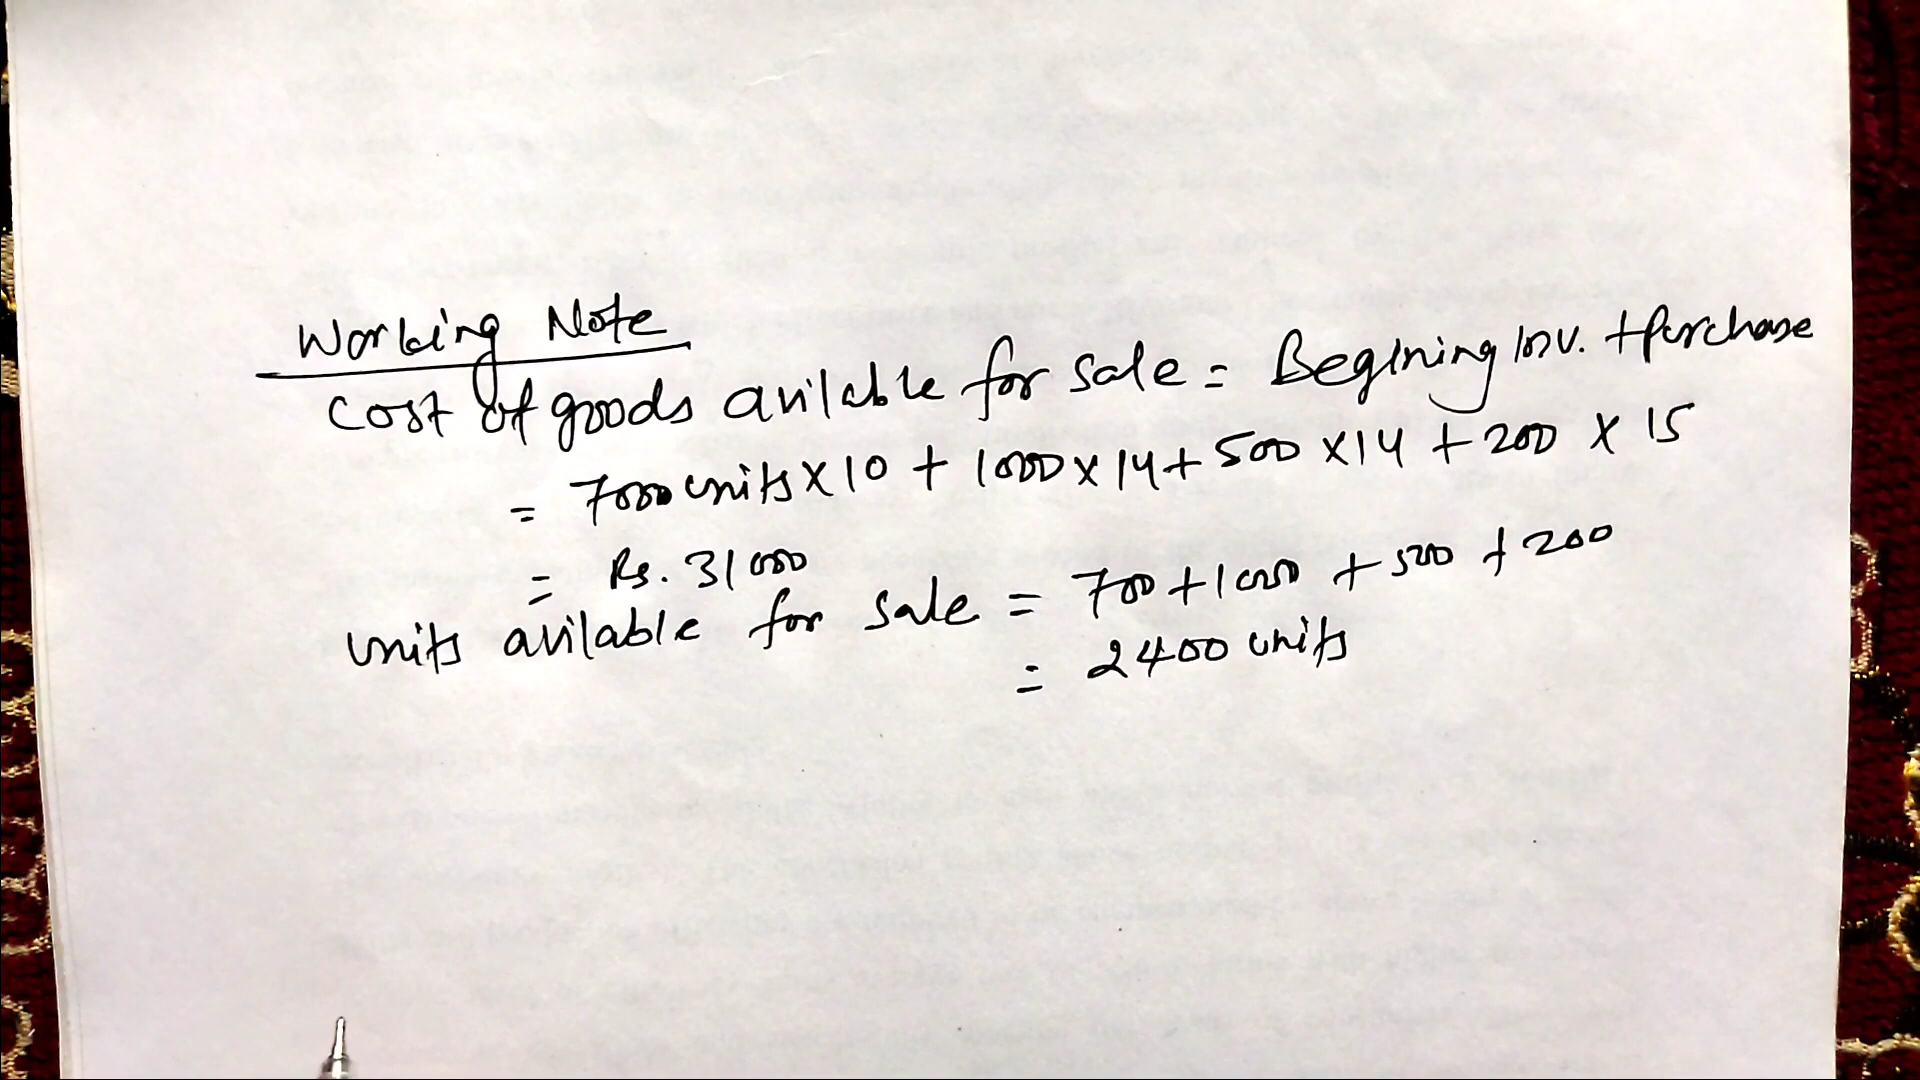 Working Note
Cost of goods avilable for sale = Begining Inv. + Purchase
= 7000 units X 10 + 1000 X 14 + 500 X 14 + 200 X 15
= Rs. 31000
units avilable for sale = 700 + 1000 + 500 + 200
= 2400 units